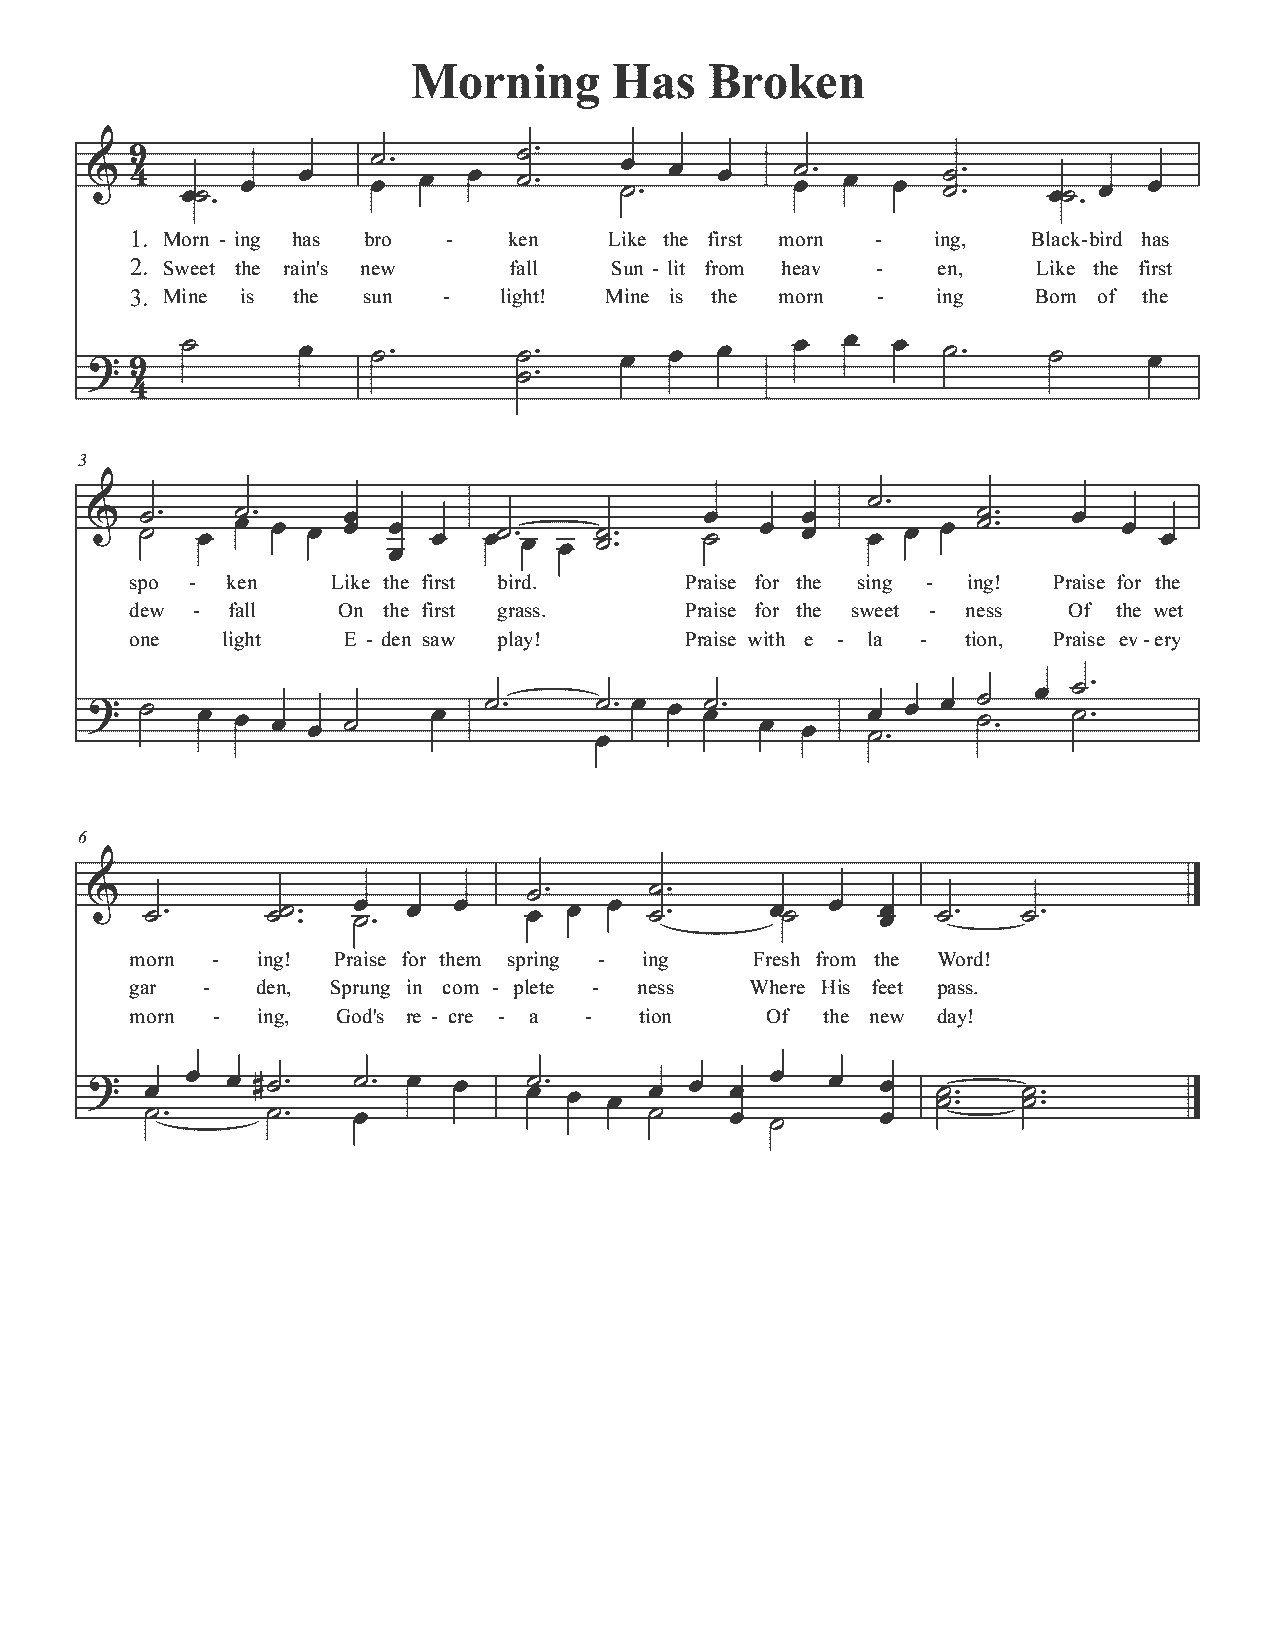 Morning Has Broken
9
4
1. Morn - ing has bro - ken Like the first morn - ing, Black-bird has
2. Sweet the rain's new fall Sun - lit from heav - en, Like the first
3. Mine is the sun - light! Mine is the morn - ing Born of the
9
4
3
spo - ken Like the first bird. Praise for the sing - ing! Praise for the
dew - fall On the first grass. Praise for the sweet - ness Of the wet
one light E - den saw play! Praise with e - la - tion, Praise ev - ery
6
morn - ing! Praise for them spring - ing Fresh from the Word!
gar - den, Sprung in com - plete - ness Where His feet pass.
morn - ing, God's re - cre - a - tion Of the new day!